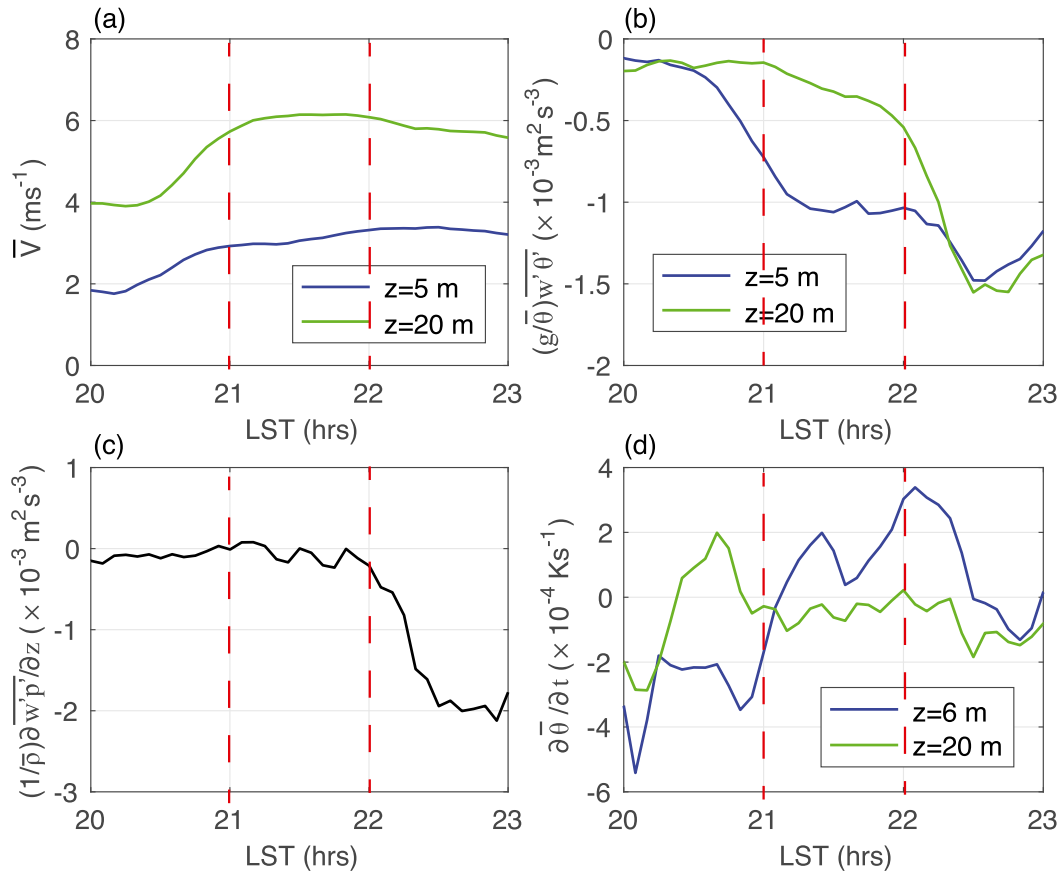 (a)
8
6
4
2
0
V̅ (ms⁻¹)
z=5 m
z=20 m
20 21 22 23
LST (hrs)
(b)
0
-0.5
-1
-1.5
-2
(g/θ̅)w'θ' (× 10⁻³m²s⁻³)
z=5 m
z=20 m
20 21 22 23
LST (hrs)
(c)
1
0
-1
-2
-3
(1/ρ̅)∂w'p'/∂z (× 10⁻³ m²s⁻³)
20 21 22 23
LST (hrs)
(d)
4
2
0
-2
-4
-6
∂θ̅/∂t (× 10⁻⁴ Ks⁻¹)
z=6 m
z=20 m
20 21 22 23
LST (hrs)